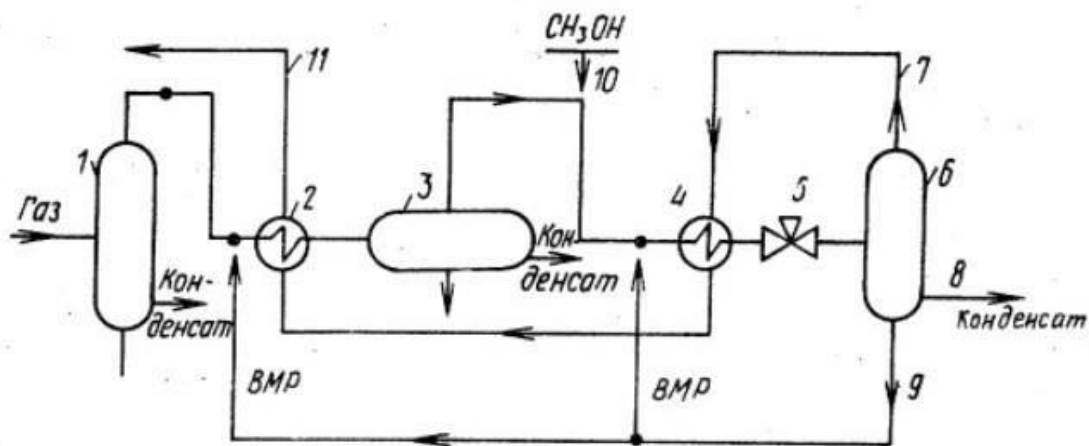 CH₃OH
11
10
7
1
2
3
4
5
6
Газ
Кон-
денсат
Кон
денсат
8
Конденсат
ВМР
ВМР
9